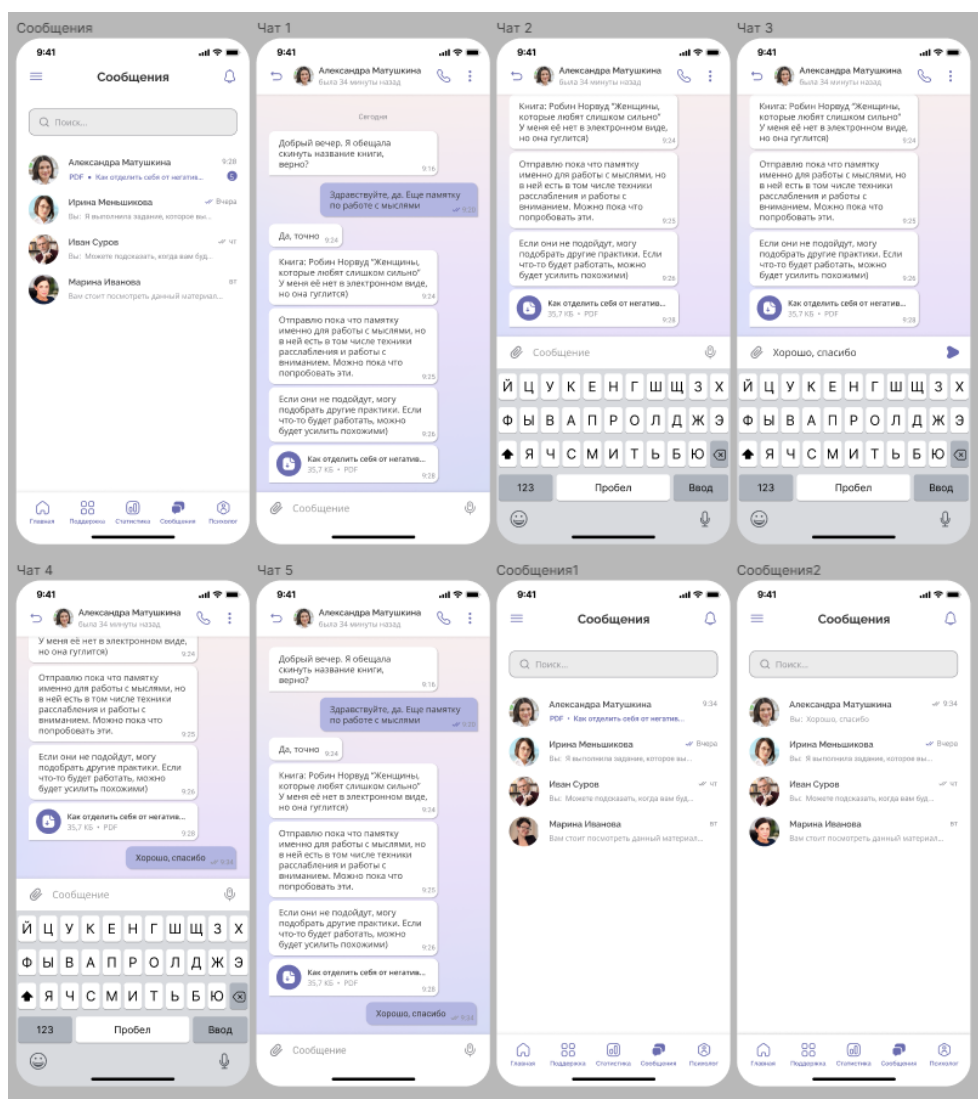 Сообщения
9:41
Сообщения
Поиск...
Александра Матушкина 9:28
PDF • Как отделить себя от негатив... 5
Ирина Меньшикова Вчера
Вы: Я выполнила задание, которое вы...
Иван Суров чт
Вы: Можете подсказать, когда вам буд...
Марина Иванова вт
Вам стоит посмотреть данный материал...
Главная Поддержка Статистика Сообщения Психолог
Чат 1
9:41
Александра Матушкина
была 34 минуты назад
Сегодня
Добрый вечер. Я обещала
скинуть название книги,
верно? 9:16
Здравствуйте, да. Еще памятку
по работе с мыслями 9:20
Да, точно 9:24
Книга: Робин Норвуд "Женщины,
которые любят слишком сильно"
У меня её нет в электронном виде,
но она гуглится) 9:24
Отправлю пока что памятку
именно для работы с мыслями, но
в ней есть в том числе техники
расслабления и работы с
вниманием. Можно пока что
попробовать эти. 9:25
Если они не подойдут, могу
подобрать другие практики. Если
что-то будет работать, можно
будет усилить похожими) 9:26
Как отделить себя от негатив...
35,7 КБ • PDF 9:28
Сообщение
Чат 2
9:41
Александра Матушкина
была 34 минуты назад
Книга: Робин Норвуд "Женщины,
которые любят слишком сильно"
У меня её нет в электронном виде,
но она гуглится) 9:24
Отправлю пока что памятку
именно для работы с мыслями, но
в ней есть в том числе техники
расслабления и работы с
вниманием. Можно пока что
попробовать эти. 9:25
Если они не подойдут, могу
подобрать другие практики. Если
что-то будет работать, можно
будет усилить похожими) 9:26
Как отделить себя от негатив...
35,7 КБ • PDF 9:28
Сообщение
Й Ц У К Е Н Г Ш Щ З Х
Ф Ы В А П Р О Л Д Ж Э
Я Ч С М И Т Ь Б Ю
123 Пробел Ввод
Чат 3
9:41
Александра Матушкина
была 34 минуты назад
Книга: Робин Норвуд "Женщины,
которые любят слишком сильно"
У меня её нет в электронном виде,
но она гуглится) 9:24
Отправлю пока что памятку
именно для работы с мыслями, но
в ней есть в том числе техники
расслабления и работы с
вниманием. Можно пока что
попробовать эти. 9:25
Если они не подойдут, могу
подобрать другие практики. Если
что-то будет работать, можно
будет усилить похожими) 9:26
Как отделить себя от негатив...
35,7 КБ • PDF 9:28
Хорошо, спасибо
Й Ц У К Е Н Г Ш Щ З Х
Ф Ы В А П Р О Л Д Ж Э
Я Ч С М И Т Ь Б Ю
123 Пробел Ввод
Чат 4
9:41
Александра Матушкина
была 34 минуты назад
У меня её нет в электронном виде,
но она гуглится) 9:24
Отправлю пока что памятку
именно для работы с мыслями, но
в ней есть в том числе техники
расслабления и работы с
вниманием. Можно пока что
попробовать эти. 9:25
Если они не подойдут, могу
подобрать другие практики. Если
что-то будет работать, можно
будет усилить похожими) 9:26
Как отделить себя от негатив...
35,7 КБ • PDF 9:28
Хорошо, спасибо 9:34
Сообщение
Й Ц У К Е Н Г Ш Щ З Х
Ф Ы В А П Р О Л Д Ж Э
Я Ч С М И Т Ь Б Ю
123 Пробел Ввод
Чат 5
9:41
Александра Матушкина
была 34 минуты назад
Добрый вечер. Я обещала
скинуть название книги,
верно? 9:16
Здравствуйте, да. Еще памятку
по работе с мыслями 9:20
Да, точно 9:24
Книга: Робин Норвуд "Женщины,
которые любят слишком сильно"
У меня её нет в электронном виде,
но она гуглится) 9:24
Отправлю пока что памятку
именно для работы с мыслями, но
в ней есть в том числе техники
расслабления и работы с
вниманием. Можно пока что
попробовать эти. 9:25
Если они не подойдут, могу
подобрать другие практики. Если
что-то будет работать, можно
будет усилить похожими) 9:26
Как отделить себя от негатив...
35,7 КБ • PDF 9:28
Хорошо, спасибо 9:34
Сообщение
Сообщения1
9:41
Сообщения
Поиск...
Александра Матушкина 9:34
PDF • Как отделить себя от негатив...
Ирина Меньшикова Вчера
Вы: Я выполнила задание, которое вы...
Иван Суров чт
Вы: Можете подсказать, когда вам буд...
Марина Иванова вт
Вам стоит посмотреть данный материал...
Главная Поддержка Статистика Сообщения Психолог
Сообщения2
9:41
Сообщения
Поиск...
Александра Матушкина 9:34
Вы: Хорошо, спасибо
Ирина Меньшикова Вчера
Вы: Я выполнила задание, которое вы...
Иван Суров чт
Вы: Можете подсказать, когда вам буд...
Марина Иванова вт
Вам стоит посмотреть данный материал...
Главная Поддержка Статистика Сообщения Психолог